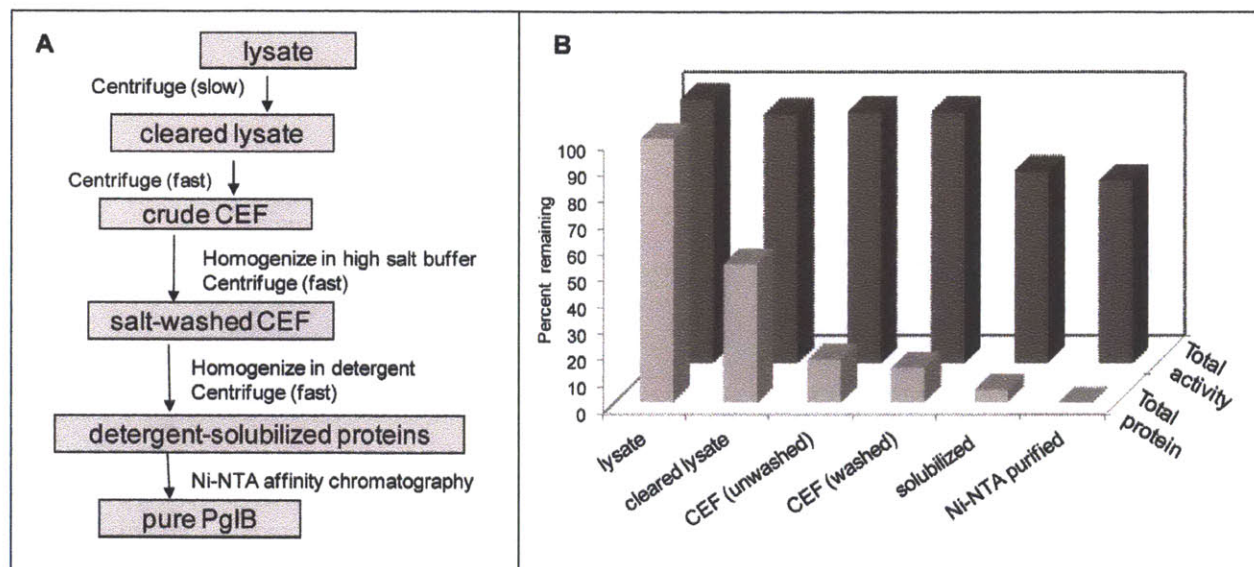 A
lysate
Centrifuge (slow)
cleared lysate
Centrifuge (fast)
crude CEF
Homogenize in high salt buffer
Centrifuge (fast)
salt-washed CEF
Homogenize in detergent
Centrifuge (fast)
detergent-solubilized proteins
Ni-NTA affinity chromatography
pure PglB
B
Percent remaining
100
90
80
70
60
50
40
30
20
10
0
lysate
cleared lysate
CEF (unwashed)
CEF (washed)
solubilized
Ni-NTA purified
Total protein
Total activity